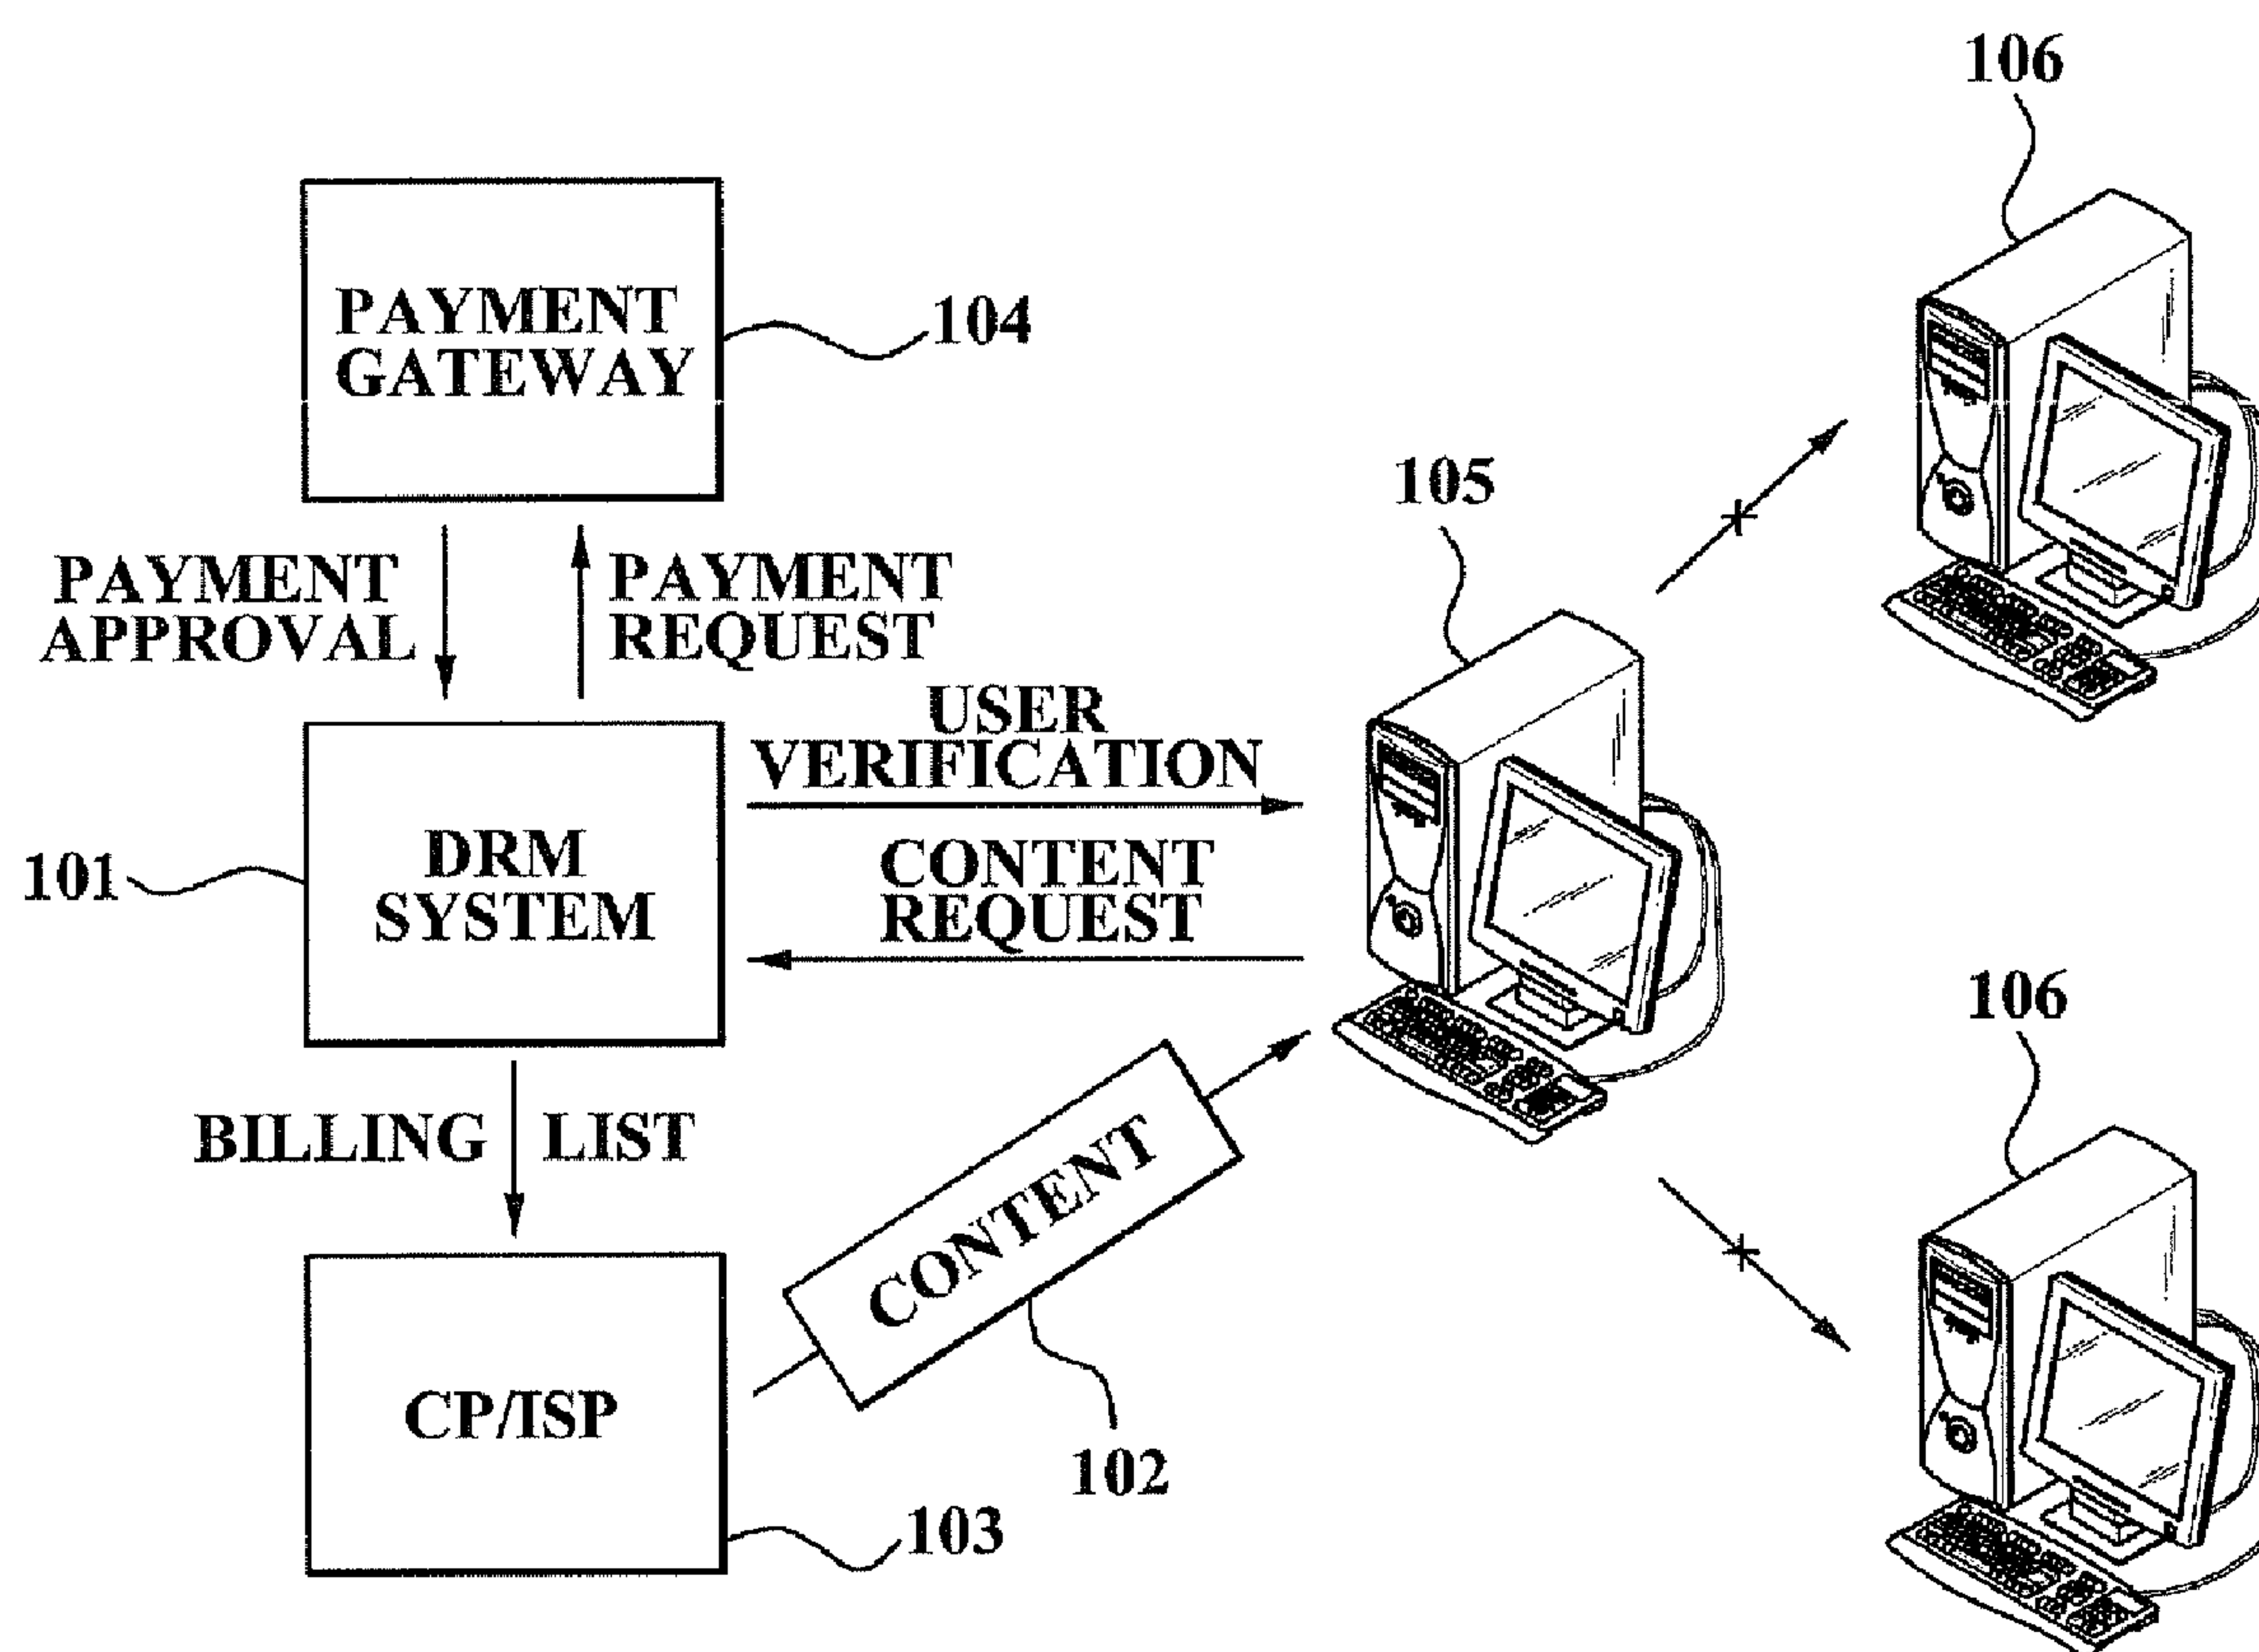 106
PAYMENT
GATEWAY
104
105
PAYMENT
APPROVAL
PAYMENT
REQUEST
USER
VERIFICATION
DRM
SYSTEM
101
CONTENT
REQUEST
106
BILLING LIST
CONTENT
CP/ISP
102
103